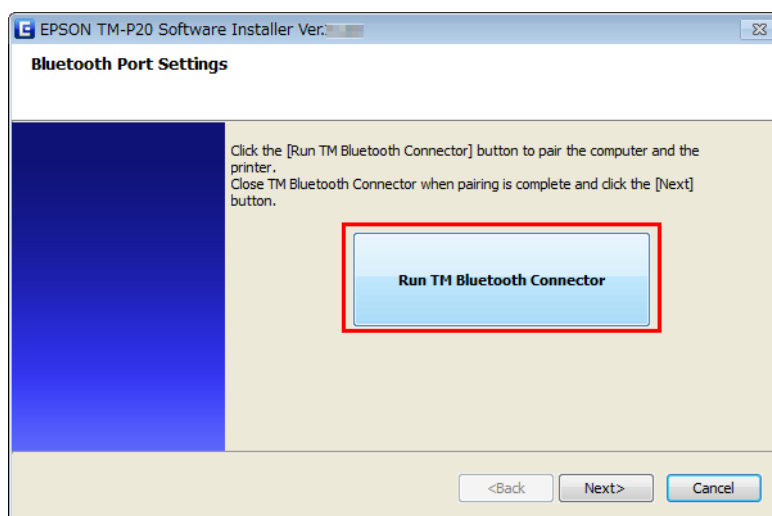 EPSON TM-P20 Software Installer Ver.
Bluetooth Port Settings
Click the [Run TM Bluetooth Connector] button to pair the computer and the
printer.
Close TM Bluetooth Connector when pairing is complete and click the [Next]
button.
Run TM Bluetooth Connector
<Back Next> Cancel